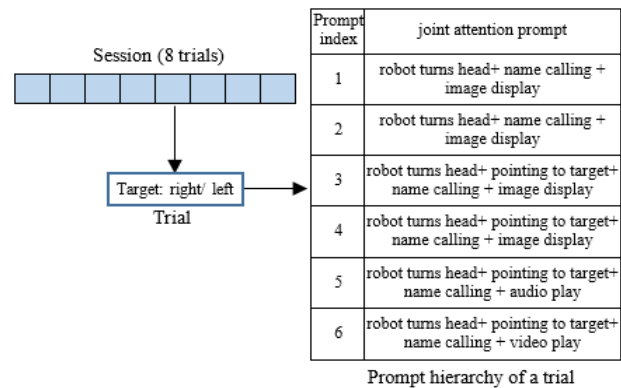 Session (8 trials)
Target: right/ left
Trial
Prompt
index
joint attention prompt
1
robot turns head+ name calling +
image display
2
robot turns head+ name calling +
image display
3
robot turns head+ pointing to target+
name calling + image display
4
robot turns head+ pointing to target+
name calling + image display
5
robot turns head+ pointing to target+
name calling + audio play
6
robot turns head+ pointing to target+
name calling + video play
Prompt hierarchy of a trial